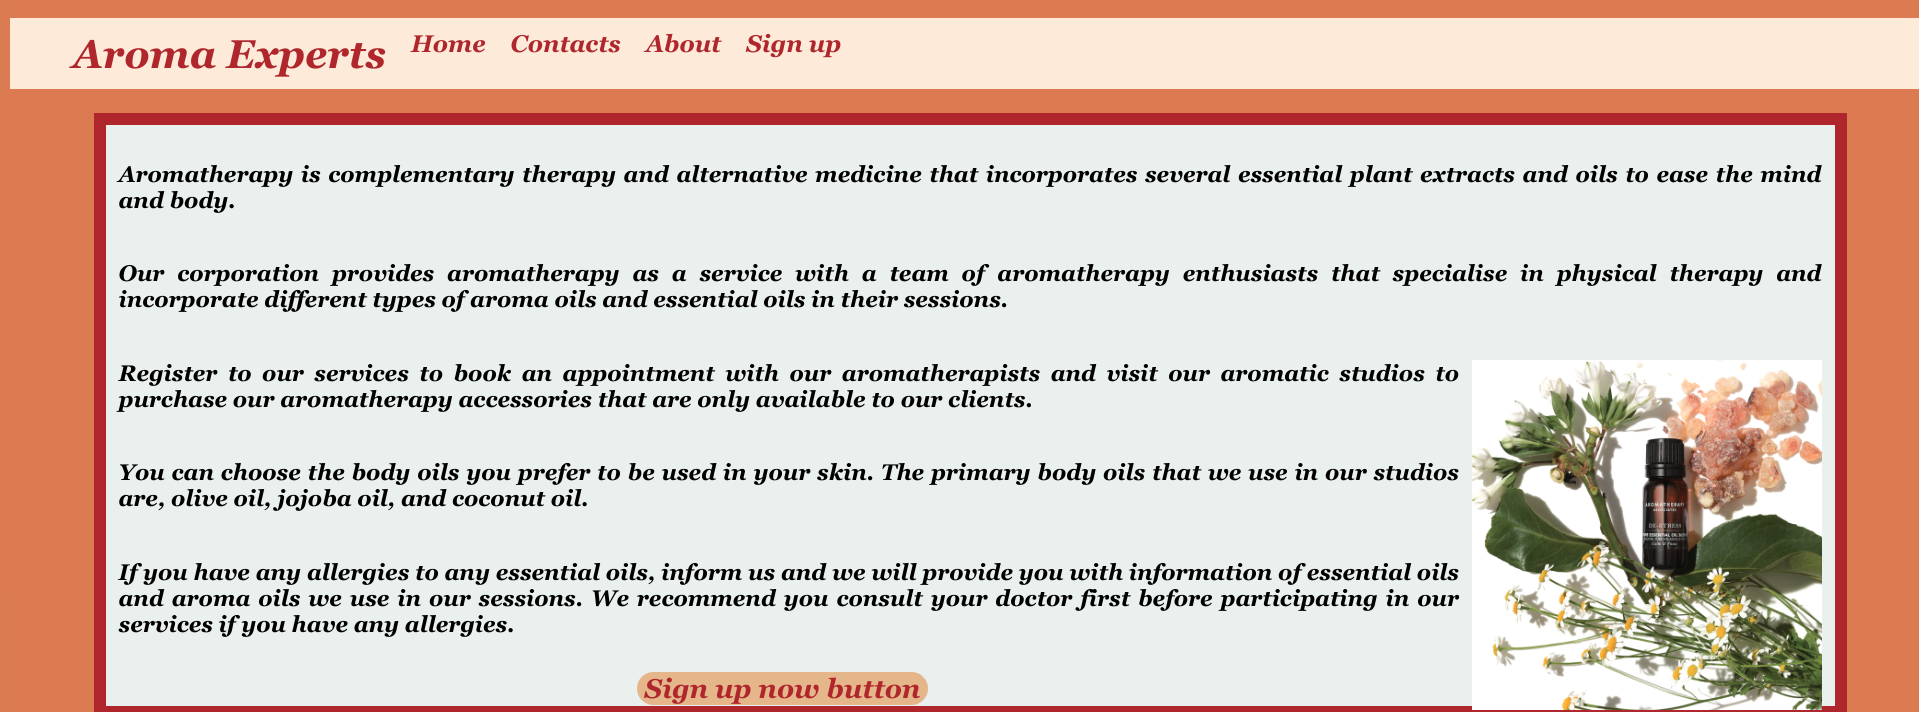 Aroma Experts Home Contacts About Sign up
Aromatherapy is complementary therapy and alternative medicine that incorporates several essential plant extracts and oils to ease the mind
and body.
Our corporation provides aromatherapy as a service with a team of aromatherapy enthusiasts that specialise in physical therapy and
incorporate different types of aroma oils and essential oils in their sessions.
Register to our services to book an appointment with our aromatherapists and visit our aromatic studios to
purchase our aromatherapy accessories that are only available to our clients.
You can choose the body oils you prefer to be used in your skin. The primary body oils that we use in our studios
are, olive oil, jojoba oil, and coconut oil.
If you have any allergies to any essential oils, inform us and we will provide you with information of essential oils
and aroma oils we use in our sessions. We recommend you consult your doctor first before participating in our
services if you have any allergies.
Sign up now button
AROMATHERAPY
ASSOCIATES
DE-STRESS